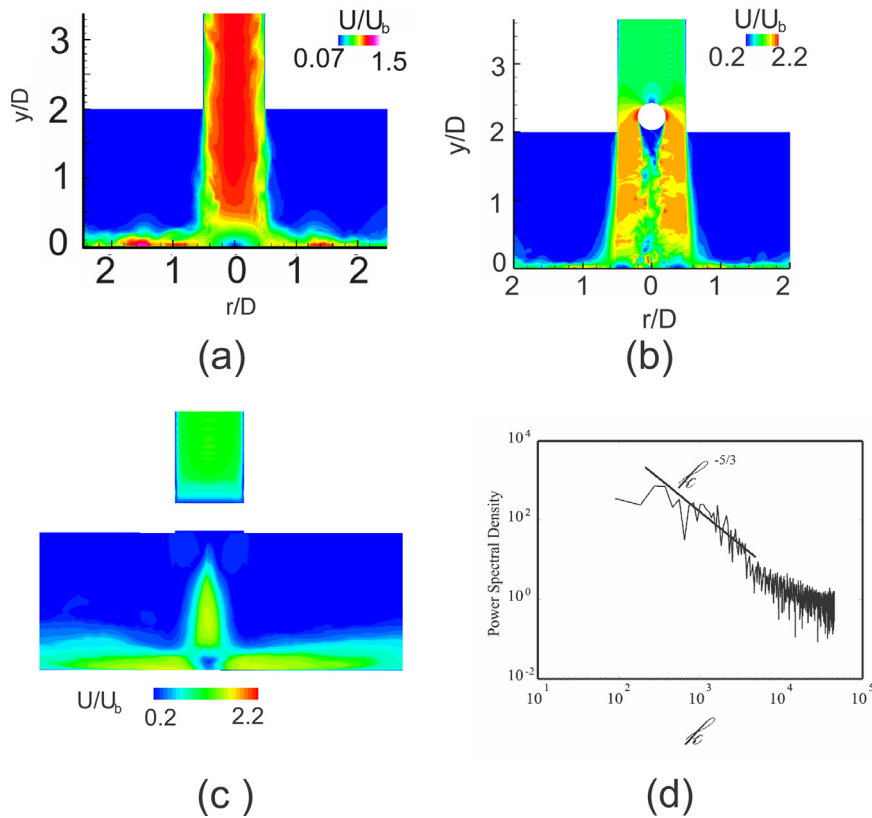 U/U_b
0.07 1.5
3
2
1
0
y/D
2 1 0 1 2
r/D
(a)
U/U_b
0.2 2.2
3
2
1
0
y/D
2 1 0 1 2
r/D
(b)
U/U_b
0.2 2.2
(c )
10^4
10^2
10^0
10^-2
Power Spectral Density
k^-5/3
10^1 10^2 10^3 10^4 10^5
k
(d)